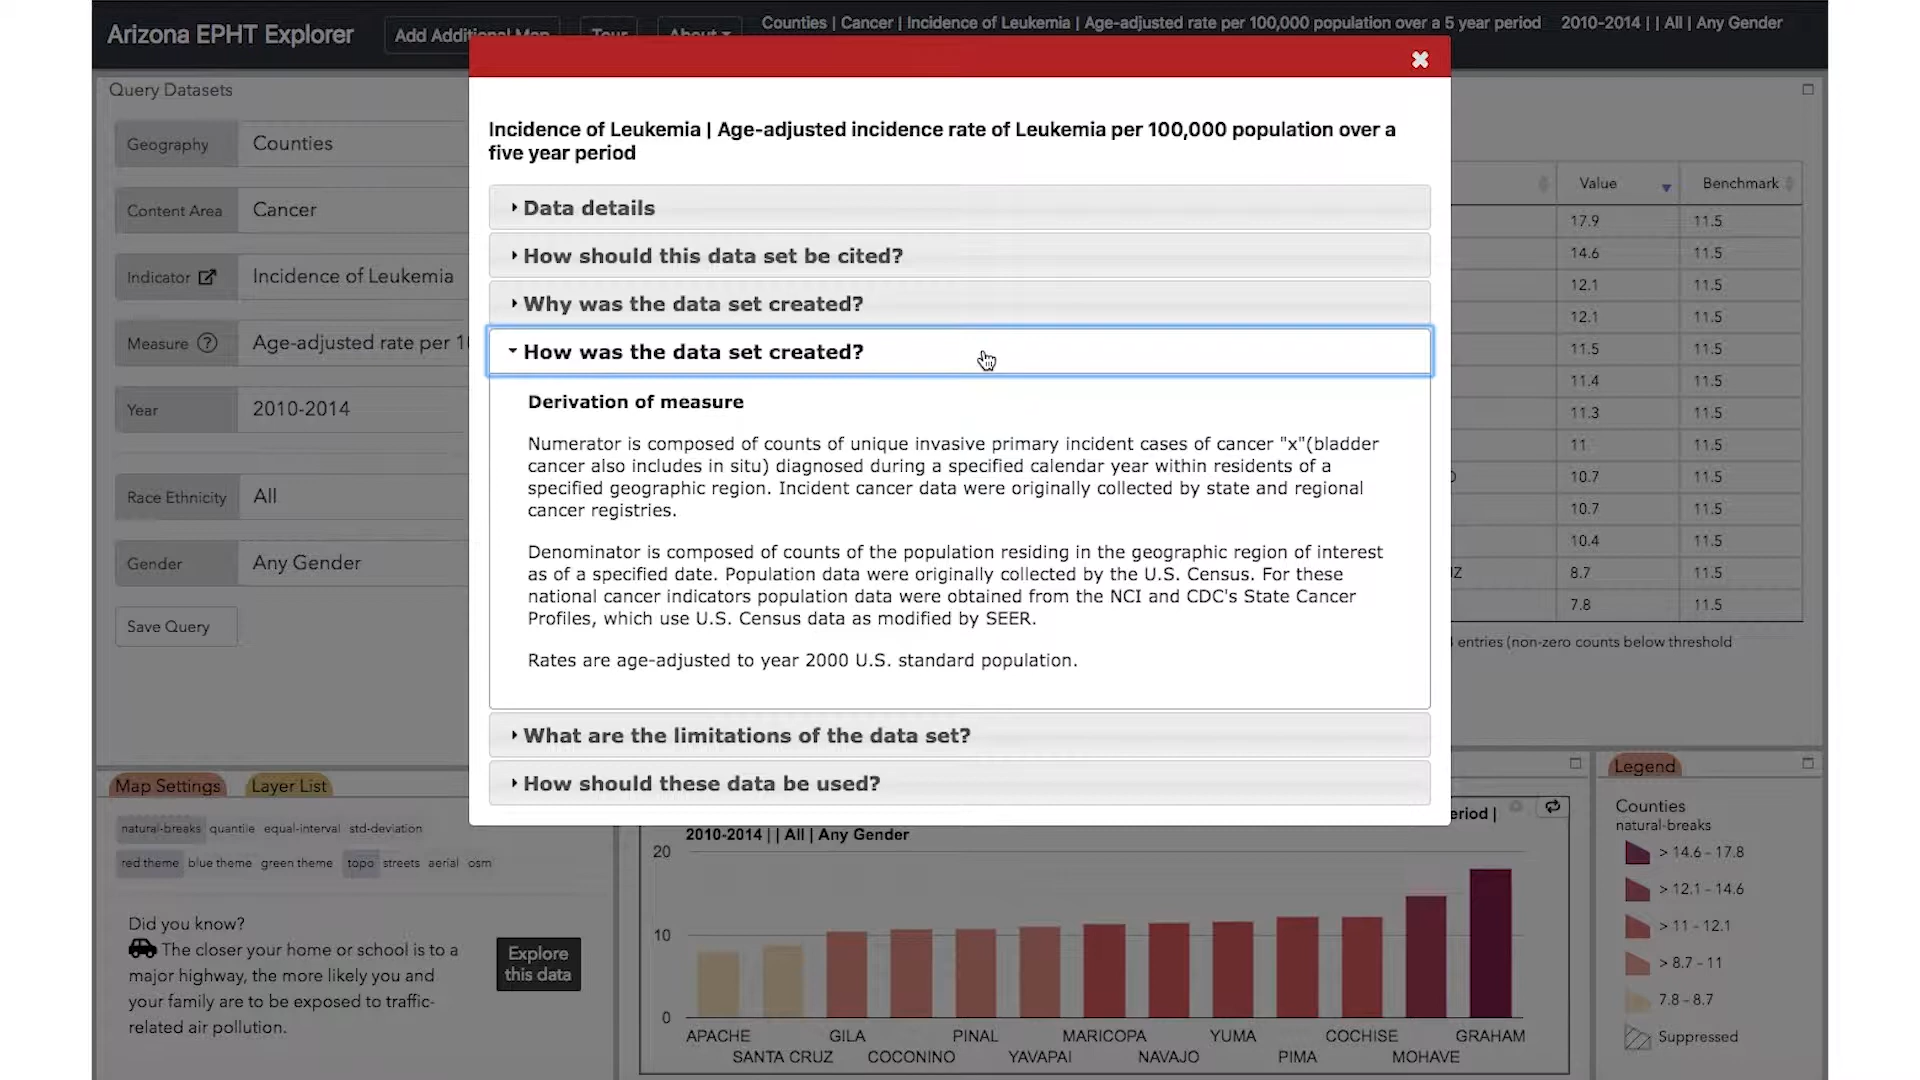 Arizona EPHT Explorer
Counties | Cancer | Incidence of Leukemia | Age-adjusted rate per 100,000 population over a 5 year period 2010-2014 | | All | Any Gender
Query Datasets
Geography Counties
Content Area Cancer
Indicator Incidence of Leukemia
Measure Age-adjusted rate per
Year 2010-2014
Race Ethnicity All
Gender Any Gender
Save Query
Incidence of Leukemia | Age-adjusted incidence rate of Leukemia per 100,000 population over a
five year period
Data details
How should this data set be cited?
Why was the data set created?
How was the data set created?
Derivation of measure
Numerator is composed of counts of unique invasive primary incident cases of cancer "x"(bladder
cancer also includes in situ) diagnosed during a specified calendar year within residents of a
specified geographic region. Incident cancer data were originally collected by state and regional
cancer registries.
Denominator is composed of counts of the population residing in the geographic region of interest
as of a specified date. Population data were originally collected by the U.S. Census. For these
national cancer indicators population data were obtained from the NCI and CDC's State Cancer
Profiles, which use U.S. Census data as modified by SEER.
Rates are age-adjusted to year 2000 U.S. standard population.
What are the limitations of the data set?
How should these data be used?
Value Benchmark
17.9 11.5
14.6 11.5
12.1 11.5
12.1 11.5
11.5 11.5
11.4 11.5
11.3 11.5
11 11.5
10.7 11.5
10.7 11.5
10.4 11.5
8.7 11.5
7.8 11.5
entries (non-zero counts below threshold
Map Settings Layer List
natural-breaks quantile equal-interval std-deviation
red theme blue theme green theme topo streets aerial osm
Did you know?
The closer your home or school is to a
major highway, the more likely you and
your family are to be exposed to traffic-
related air pollution.
Explore
this data
2010-2014 | | All | Any Gender
20
10
0
APACHE GILA PINAL MARICOPA YUMA COCHISE GRAHAM
SANTA CRUZ COCONINO YAVAPAI NAVAJO PIMA MOHAVE
Legend
Counties
natural-breaks
> 14.6 - 17.8
> 12.1 - 14.6
> 11 - 12.1
> 8.7 - 11
7.8 - 8.7
Suppressed